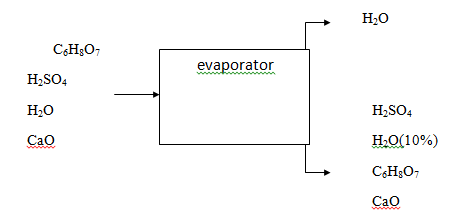 H₂O
C₆H₈O₇
evaporator
H₂SO₄
H₂O
CaO
H₂SO₄
H₂O(10%)
C₆H₈O₇
CaO